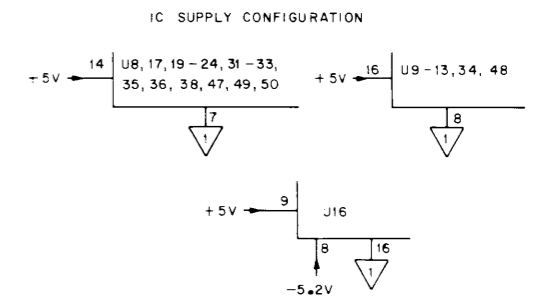 IC SUPPLY CONFIGURATION
14 U8, 17, 19-24, 31-33,
+5V 35, 36, 38, 47, 49, 50
7
1
+5V 16 U9-13, 34, 48
8
1
9
+5V U16
8 16
1
-5.2V